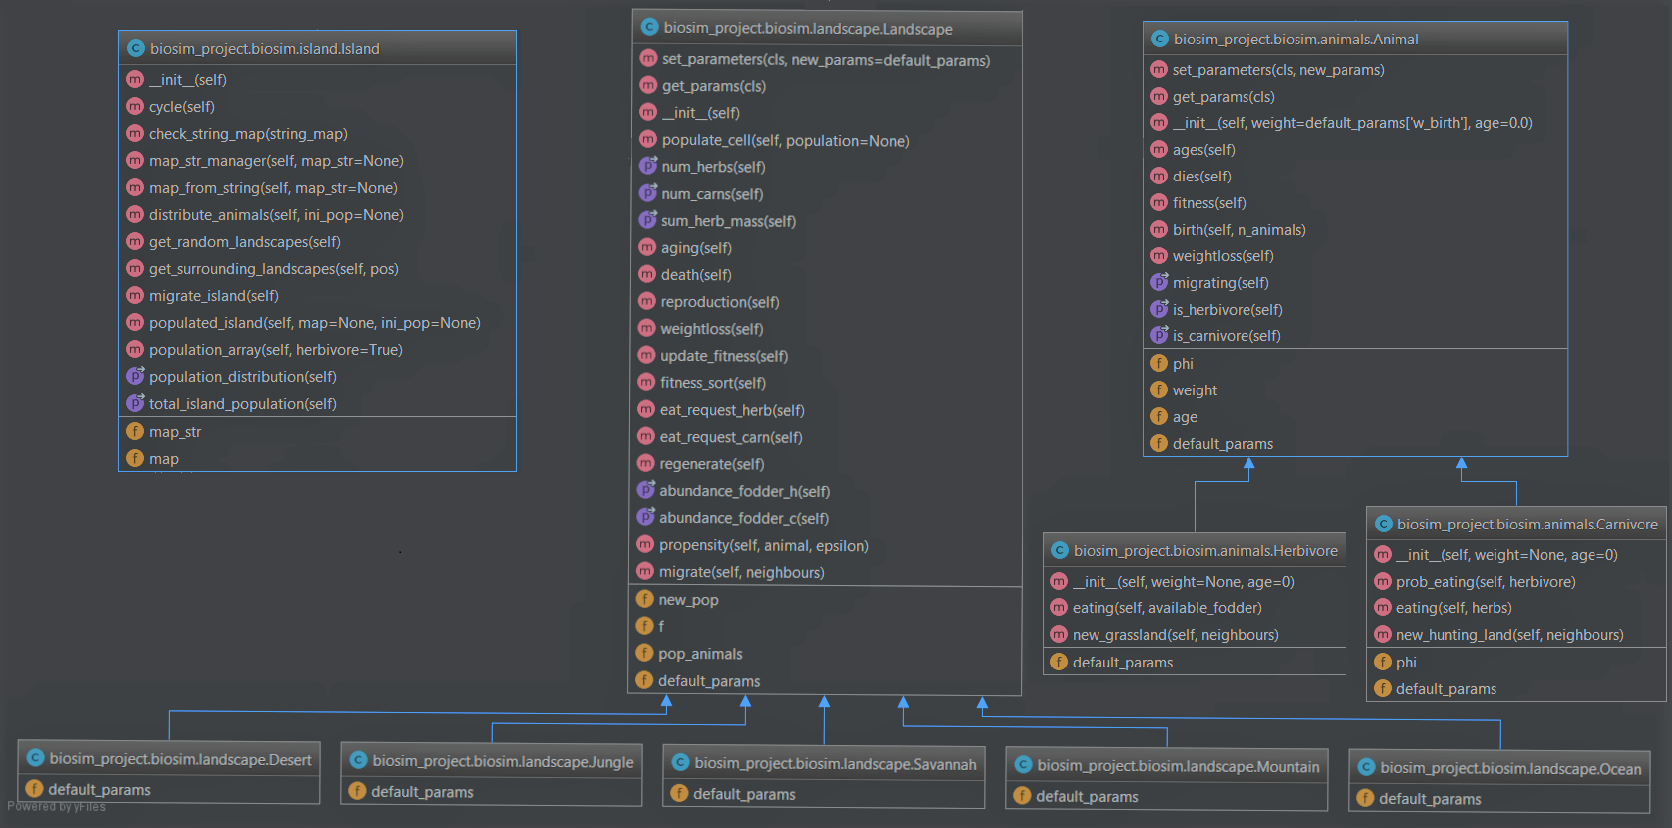 biosim_project.biosim.island.Island
__init__(self)
cycle(self)
check_string_map(string_map)
map_str_manager(self, map_str=None)
map_from_string(self, map_str=None)
distribute_animals(self, ini_pop=None)
get_random_landscapes(self)
get_surrounding_landscapes(self, pos)
migrate_island(self)
populated_island(self, map=None, ini_pop=None)
population_array(self, herbivore=True)
population_distribution(self)
total_island_population(self)
map_str
map
biosim_project.biosim.landscape.Landscape
set_parameters(cls, new_params=default_params)
get_params(cls)
__init__(self)
populate_cell(self, population=None)
num_herbs(self)
num_carns(self)
sum_herb_mass(self)
aging(self)
death(self)
reproduction(self)
weightloss(self)
update_fitness(self)
fitness_sort(self)
eat_request_herb(self)
eat_request_carn(self)
regenerate(self)
abundance_fodder_h(self)
abundance_fodder_c(self)
propensity(self, animal, epsilon)
migrate(self, neighbours)
new_pop
f
pop_animals
default_params
biosim_project.biosim.animals.Animal
set_parameters(cls, new_params)
get_params(cls)
__init__(self, weight=default_params['w_birth'], age=0.0)
ages(self)
dies(self)
fitness(self)
birth(self, n_animals)
weightloss(self)
migrating(self)
is_herbivore(self)
is_carnivore(self)
phi
weight
age
default_params
biosim_project.biosim.animals.Herbivore
__init__(self, weight=None, age=0)
eating(self, available_fodder)
new_grassland(self, neighbours)
default_params
biosim_project.biosim.animals.Carnivore
__init__(self, weight=None, age=0)
prob_eating(self, herbivore)
eating(self, herbs)
new_hunting_land(self, neighbours)
phi
default_params
biosim_project.biosim.landscape.Desert
default_params
biosim_project.biosim.landscape.Jungle
default_params
biosim_project.biosim.landscape.Savannah
default_params
biosim_project.biosim.landscape.Mountain
default_params
biosim_project.biosim.landscape.Ocean
default_params
Powered by yFiles